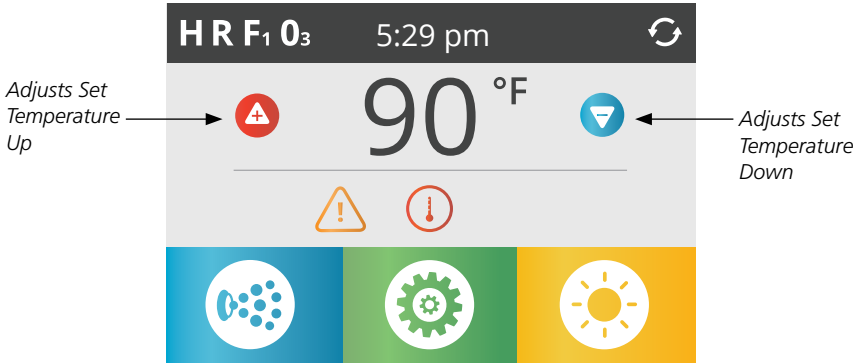 H R F₁ 0₃ 5:29 pm
90 °F
Adjusts Set
Temperature
Up
Adjusts Set
Temperature
Down